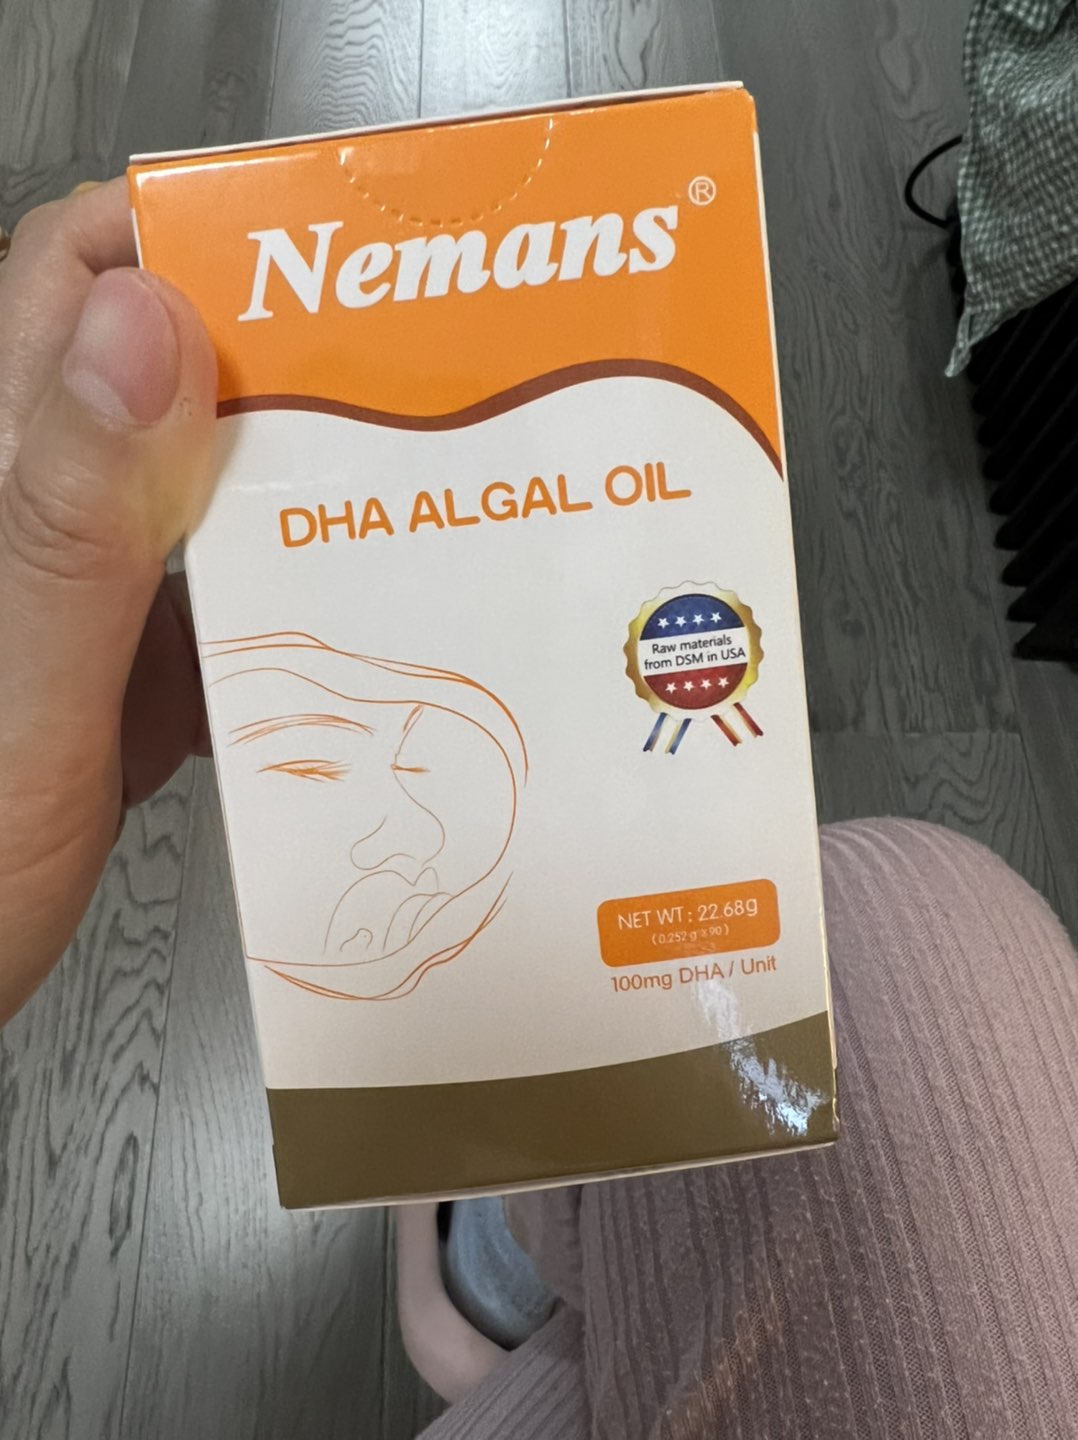 Nemans®
DHA ALGAL OIL
Raw materials
from DSM in USA
NET WT: 22.68g
(0.252 g ×90)
100mg DHA / Unit